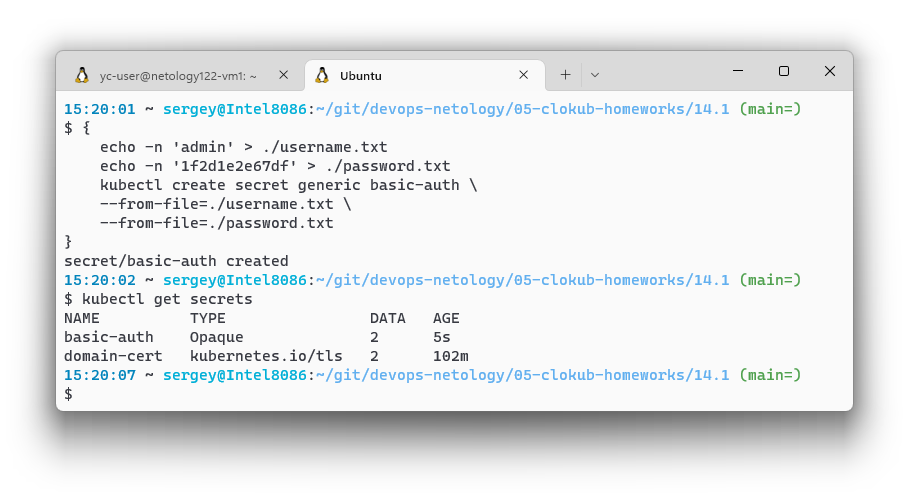 yc-user@netology122-vm1: ~
Ubuntu
15:20:01 ~ sergey@Intel8086:~/git/devops-netology/05-clokub-homeworks/14.1 (main=)
$ {
    echo -n 'admin' > ./username.txt
    echo -n '1f2d1e2e67df' > ./password.txt
    kubectl create secret generic basic-auth \
    --from-file=./username.txt \
    --from-file=./password.txt
}
secret/basic-auth created
15:20:02 ~ sergey@Intel8086:~/git/devops-netology/05-clokub-homeworks/14.1 (main=)
$ kubectl get secrets
NAME          TYPE                DATA   AGE
basic-auth    Opaque              2      5s
domain-cert   kubernetes.io/tls   2      102m
15:20:07 ~ sergey@Intel8086:~/git/devops-netology/05-clokub-homeworks/14.1 (main=)
$